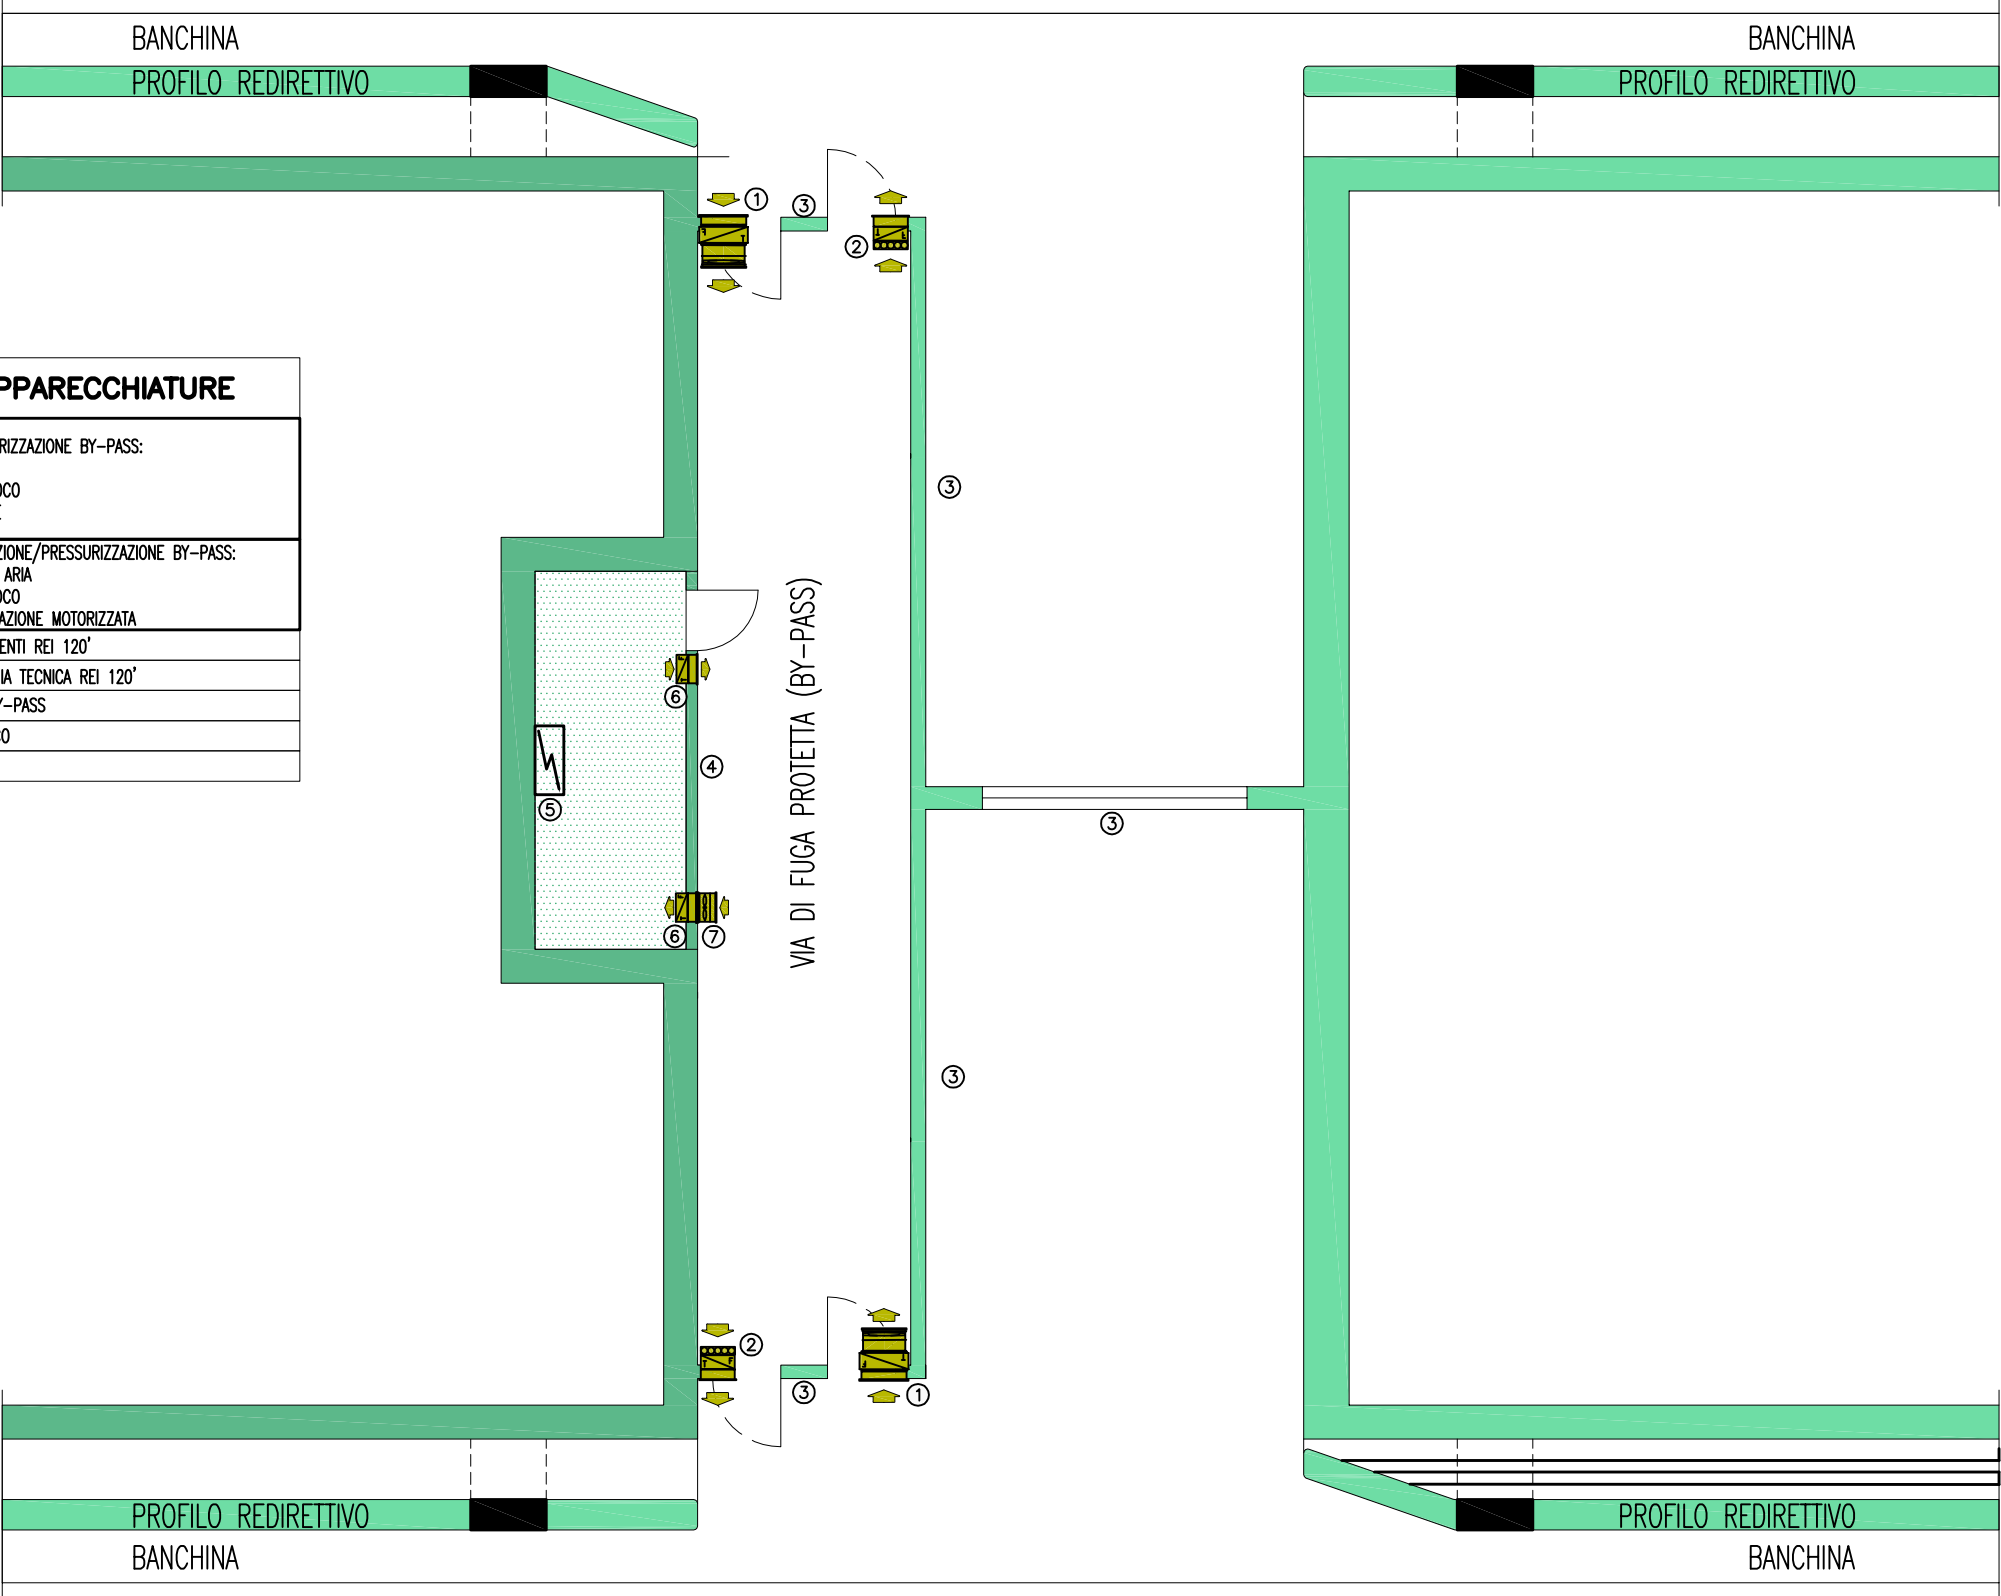 BANCHINA
BANCHINA
PROFILO REDIRETTIVO
PROFILO REDIRETTIVO
1
3
2
PPARECCHIATURE
RIZZAZIONE BY-PASS:
OCO
ZIONE/PRESSURIZZAZIONE BY-PASS:
ARIA
OCO
AZIONE MOTORIZZATA
ENTI REI 120'
IA TECNICA REI 120'
Y-PASS
3
VIA DI FUGA PROTETTA (BY-PASS)
6
4
5
3
6
7
3
2
3
1
PROFILO REDIRETTIVO
PROFILO REDIRETTIVO
BANCHINA
BANCHINA